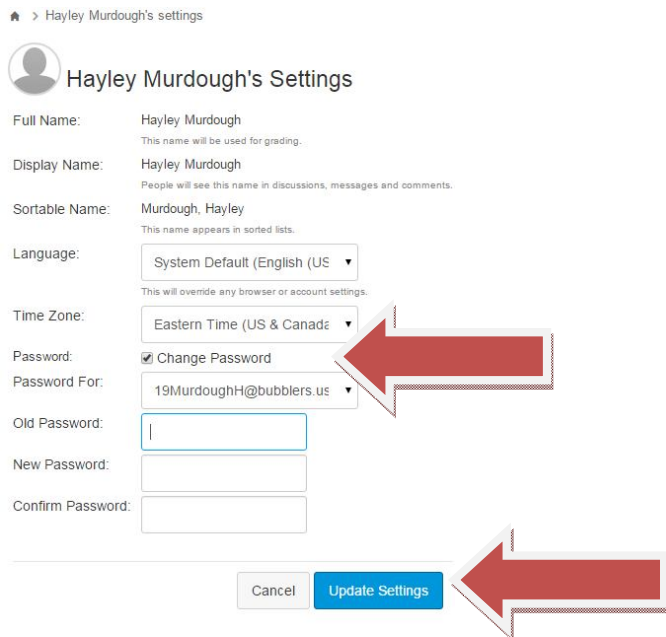 > Hayley Murdough's settings
Hayley Murdough's Settings
Full Name: Hayley Murdough
This name will be used for grading.
Display Name: Hayley Murdough
People will see this name in discussions, messages and comments.
Sortable Name: Murdough, Hayley
This name appears in sorted lists.
Language: System Default (English (US
This will override any browser or account settings.
Time Zone: Eastern Time (US & Canada
Password: Change Password
Password For: 19MurdoughH@bubblers.us
Old Password:
New Password:
Confirm Password:
Cancel Update Settings